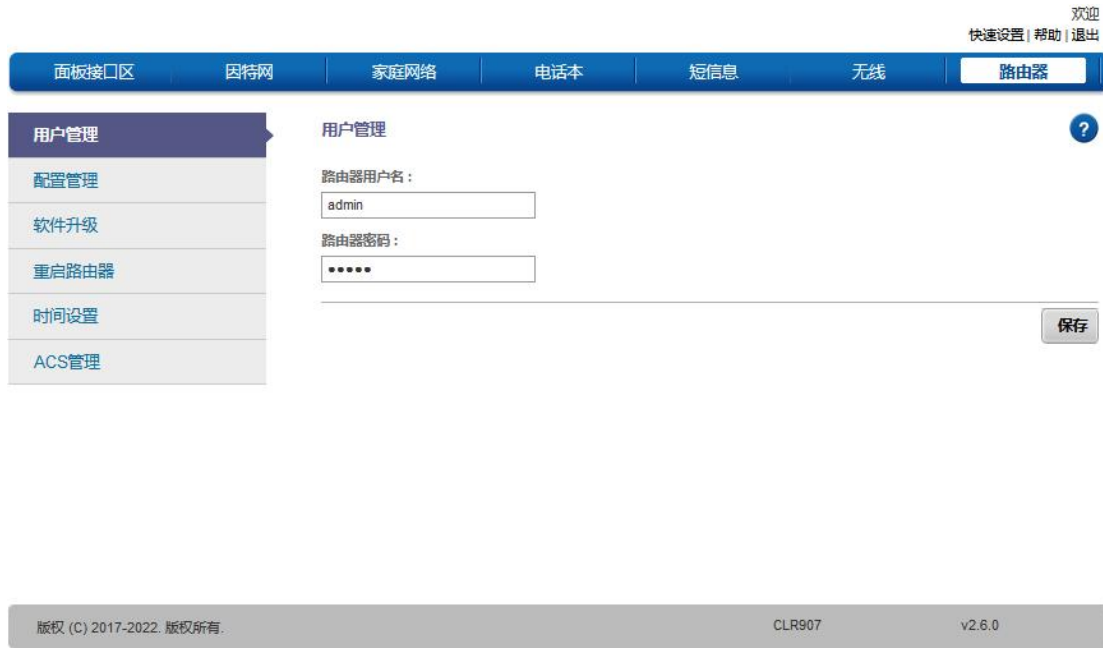 欢迎
快速设置 | 帮助 | 退出
面板接口区 因特网 家庭网络 电话本 短信息 无线 路由器
用户管理
配置管理
软件升级
重启路由器
时间设置
ACS管理
用户管理
?
路由器用户名：
admin
路由器密码：
•••••
保存
版权 (C) 2017-2022. 版权所有. CLR907 v2.6.0